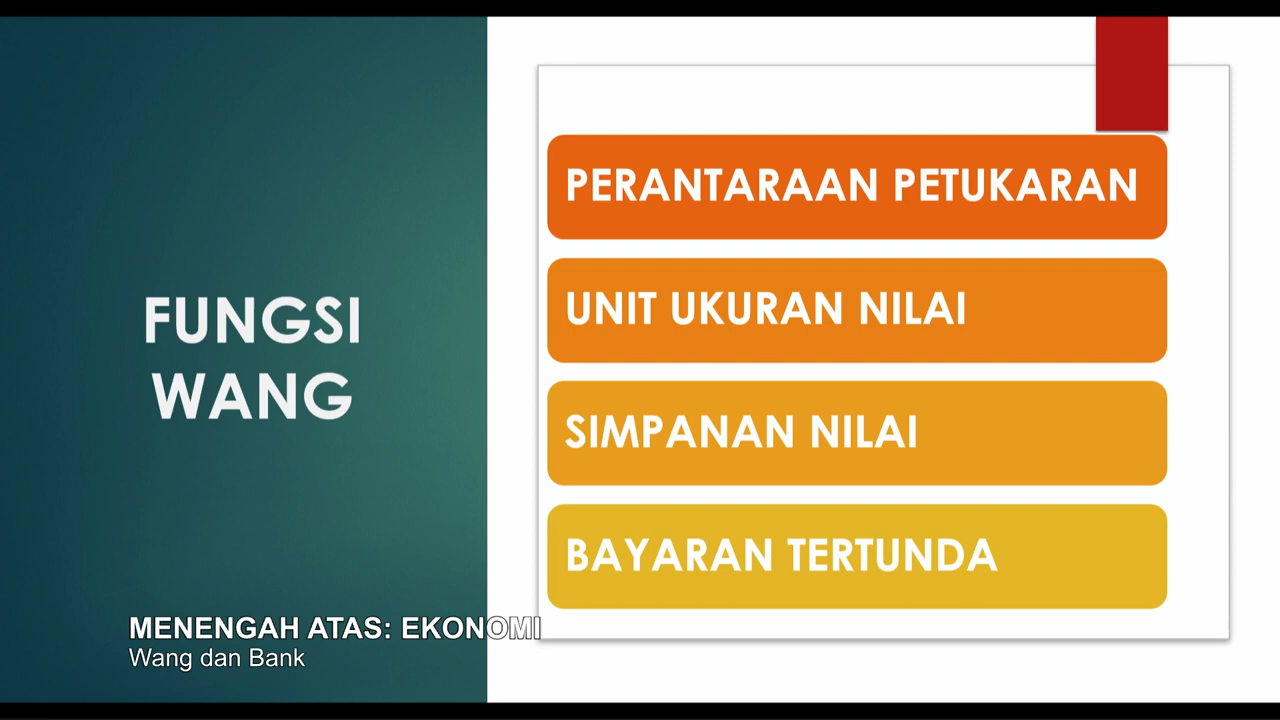 FUNGSI
WANG
PERANTARAAN PETUKARAN
UNIT UKURAN NILAI
SIMPANAN NILAI
BAYARAN TERTUNDA
MENENGAH ATAS: EKONOMI
Wang dan Bank